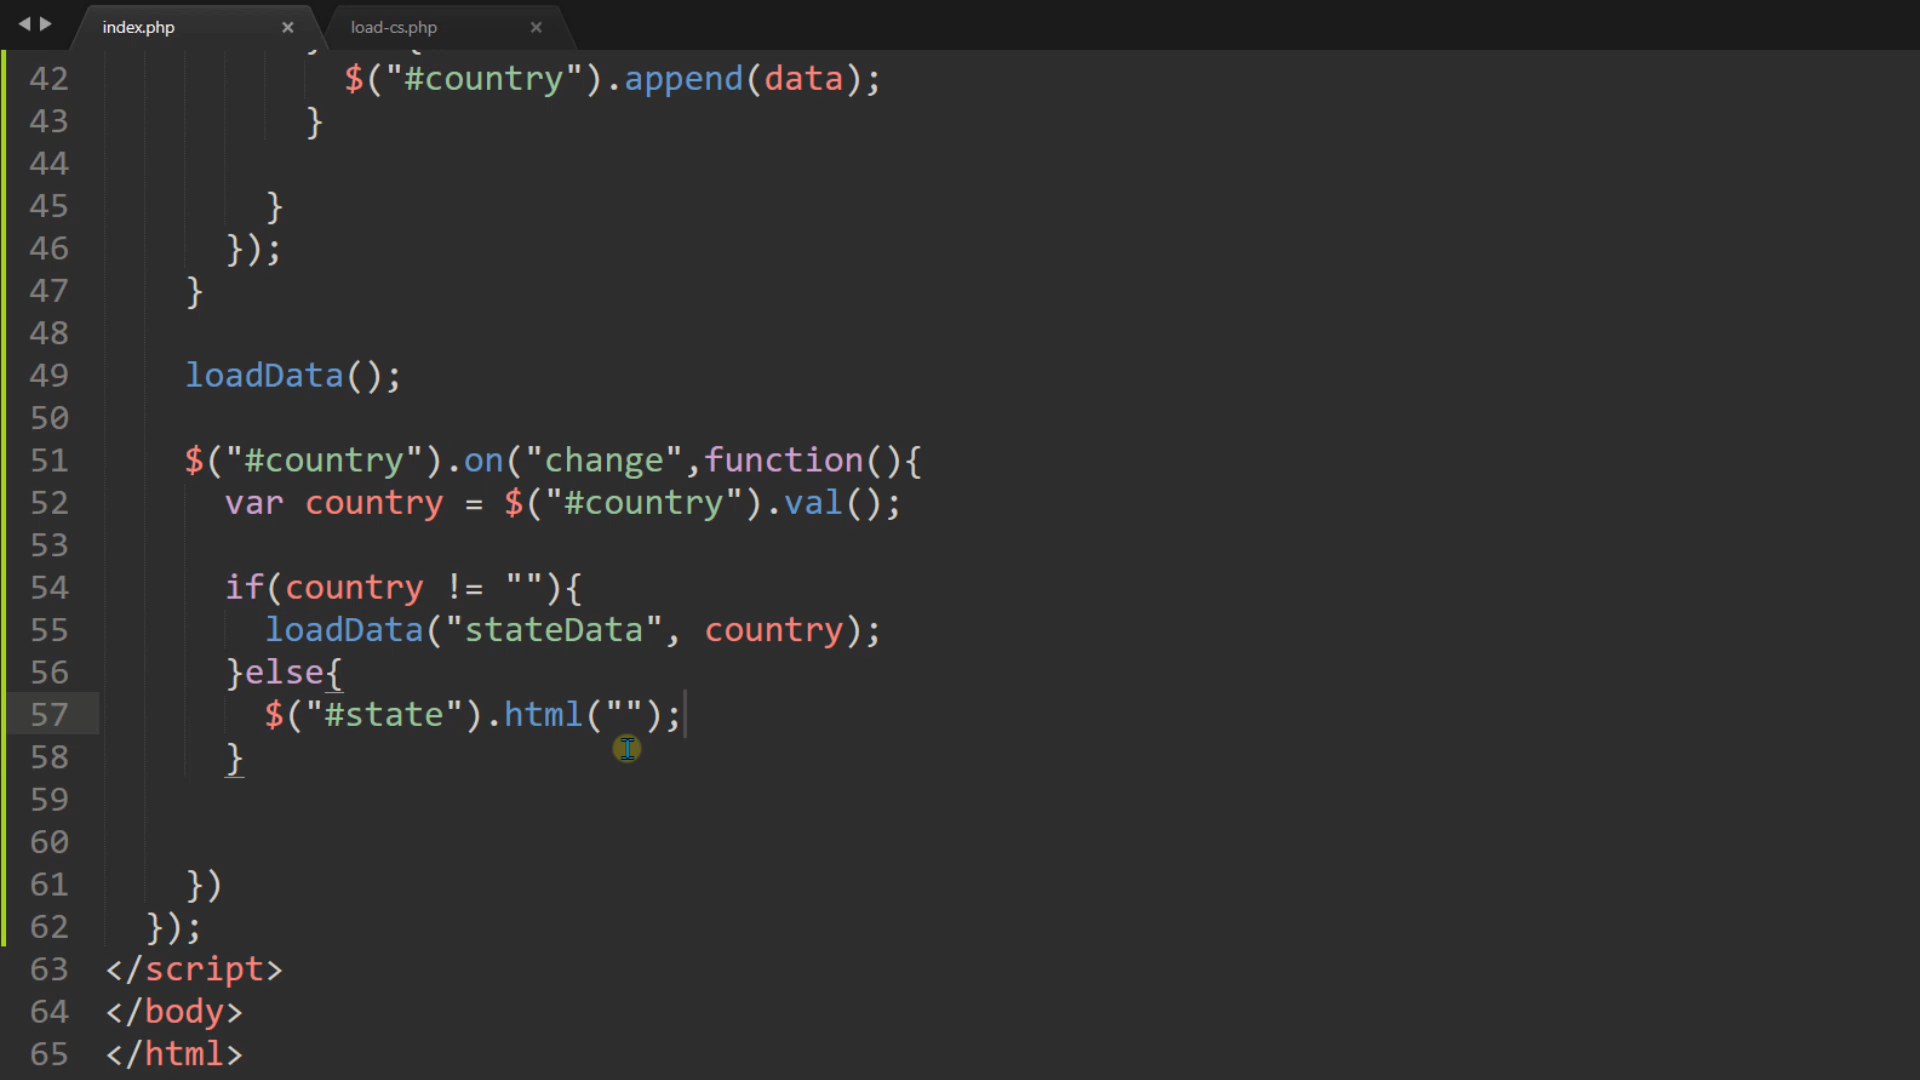 index.php × load-cs.php ×
42 $("#country").append(data);
43 }
44
45 }
46 });
47 }
48
49 loadData();
50
51 $("#country").on("change",function(){
52 var country = $("#country").val();
53
54 if(country != ""){
55 loadData("stateData", country);
56 }else{
57 $("#state").html("");
58 }
59
60
61 })
62 });
63 </script>
64 </body>
65 </html>